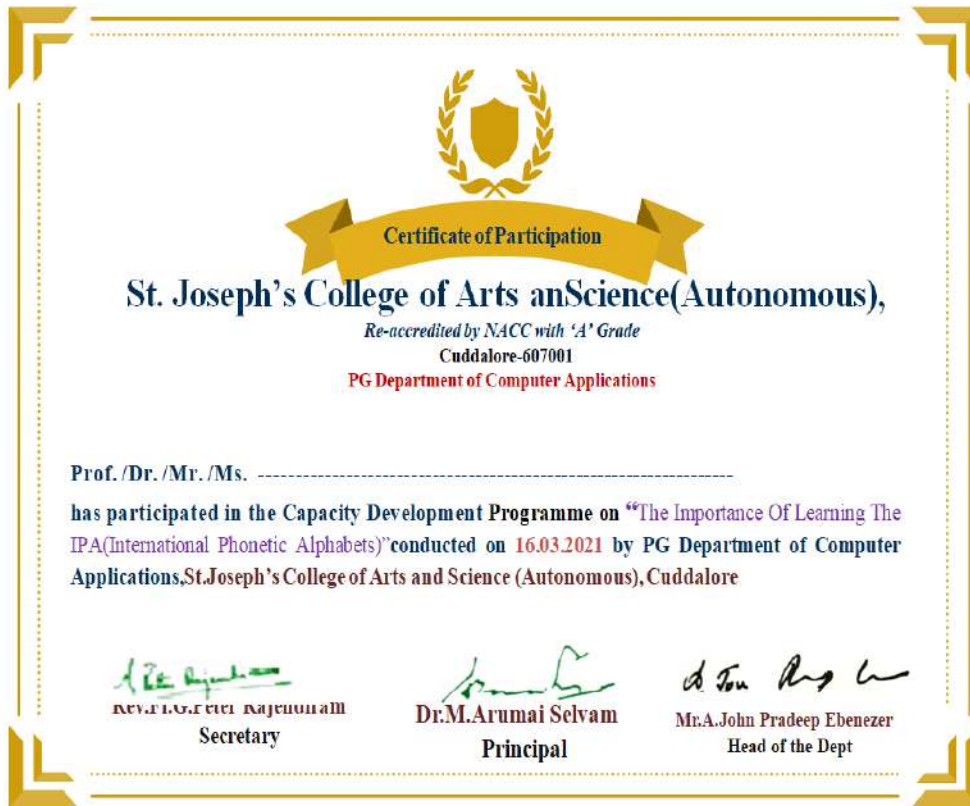 Certificate of Participation
St. Joseph's College of Arts anScience(Autonomous),
Re-accredited by NACC with ‘A’ Grade
Cuddalore-607001
PG Department of Computer Applications
Prof. /Dr. /Mr. /Ms. ---------------------------------------------------------------
has participated in the Capacity Development Programme on “The Importance Of Learning The
IPA(International Phonetic Alphabets)”conducted on 16.03.2021 by PG Department of Computer
Applications,St.Joseph’s College of Arts and Science (Autonomous), Cuddalore
Rev.Fr.G.Peter Rajendiram
Secretary
Dr.M.Arumai Selvam
Principal
Mr.A.John Pradeep Ebenezer
Head of the Dept